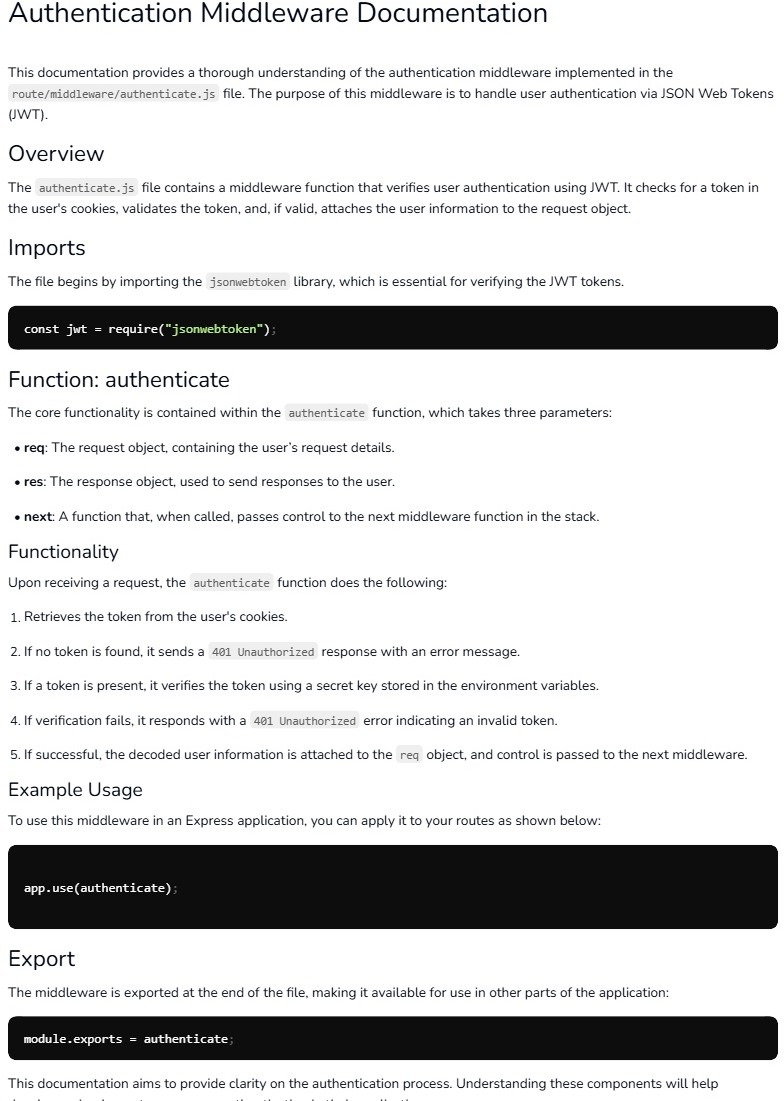 Authentication Middleware Documentation
This documentation provides a thorough understanding of the authentication middleware implemented in the
route/middleware/authenticate.js file. The purpose of this middleware is to handle user authentication via JSON Web Tokens
(JWT).
Overview
The authenticate.js file contains a middleware function that verifies user authentication using JWT. It checks for a token in
the user's cookies, validates the token, and, if valid, attaches the user information to the request object.
Imports
The file begins by importing the jsonwebtoken library, which is essential for verifying the JWT tokens.
const jwt = require("jsonwebtoken");
Function: authenticate
The core functionality is contained within the authenticate function, which takes three parameters:
• req: The request object, containing the user’s request details.
• res: The response object, used to send responses to the user.
• next: A function that, when called, passes control to the next middleware function in the stack.
Functionality
Upon receiving a request, the authenticate function does the following:
1. Retrieves the token from the user's cookies.
2. If no token is found, it sends a 401 Unauthorized response with an error message.
3. If a token is present, it verifies the token using a secret key stored in the environment variables.
4. If verification fails, it responds with a 401 Unauthorized error indicating an invalid token.
5. If successful, the decoded user information is attached to the req object, and control is passed to the next middleware.
Example Usage
To use this middleware in an Express application, you can apply it to your routes as shown below:
app.use(authenticate);
Export
The middleware is exported at the end of the file, making it available for use in other parts of the application:
module.exports = authenticate;
This documentation aims to provide clarity on the authentication process. Understanding these components will help